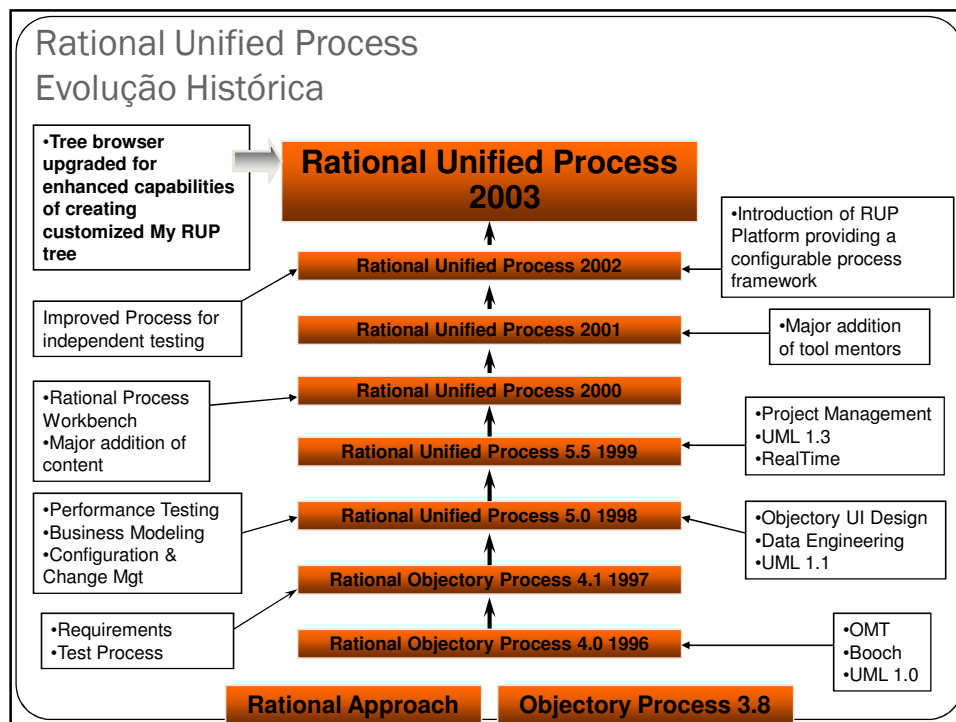 Rational Unified Process
Evolução Histórica
•Tree browser
upgraded for
enhanced capabilities
of creating
customized My RUP
tree
Rational Unified Process
2003
•Introduction of RUP
Platform providing a
configurable process
framework
Rational Unified Process 2002
Improved Process for
independent testing
Rational Unified Process 2001
•Major addition
of tool mentors
•Rational Process
Workbench
•Major addition of
content
Rational Unified Process 2000
•Project Management
•UML 1.3
•RealTime
Rational Unified Process 5.5 1999
•Performance Testing
•Business Modeling
•Configuration &
Change Mgt
Rational Unified Process 5.0 1998
•Objectory UI Design
•Data Engineering
•UML 1.1
Rational Objectory Process 4.1 1997
•Requirements
•Test Process
Rational Objectory Process 4.0 1996
•OMT
•Booch
•UML 1.0
Rational Approach
Objectory Process 3.8